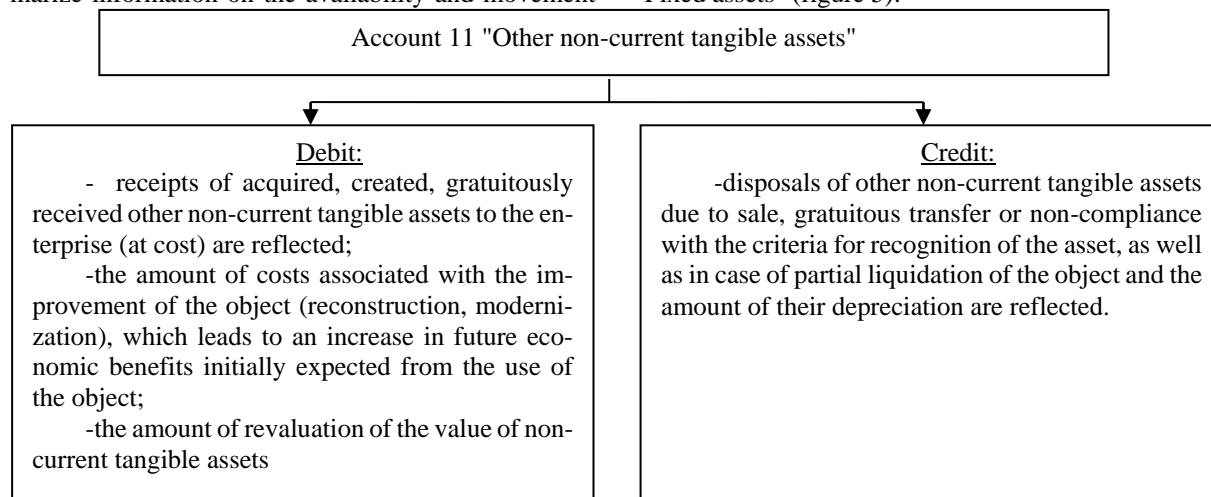 marize information on the availability and movement
"Fixed assets" (figure 3).
Account 11 "Other non-current tangible assets"
Debit:
- receipts of acquired, created, gratuitously
received other non-current tangible assets to the en-
terprise (at cost) are reflected;
-the amount of costs associated with the im-
provement of the object (reconstruction, moderni-
zation), which leads to an increase in future eco-
nomic benefits initially expected from the use of
the object;
-the amount of revaluation of the value of non-
current tangible assets
Credit:
-disposals of other non-current tangible assets
due to sale, gratuitous transfer or non-compliance
with the criteria for recognition of the asset, as well
as in case of partial liquidation of the object and the
amount of their depreciation are reflected.